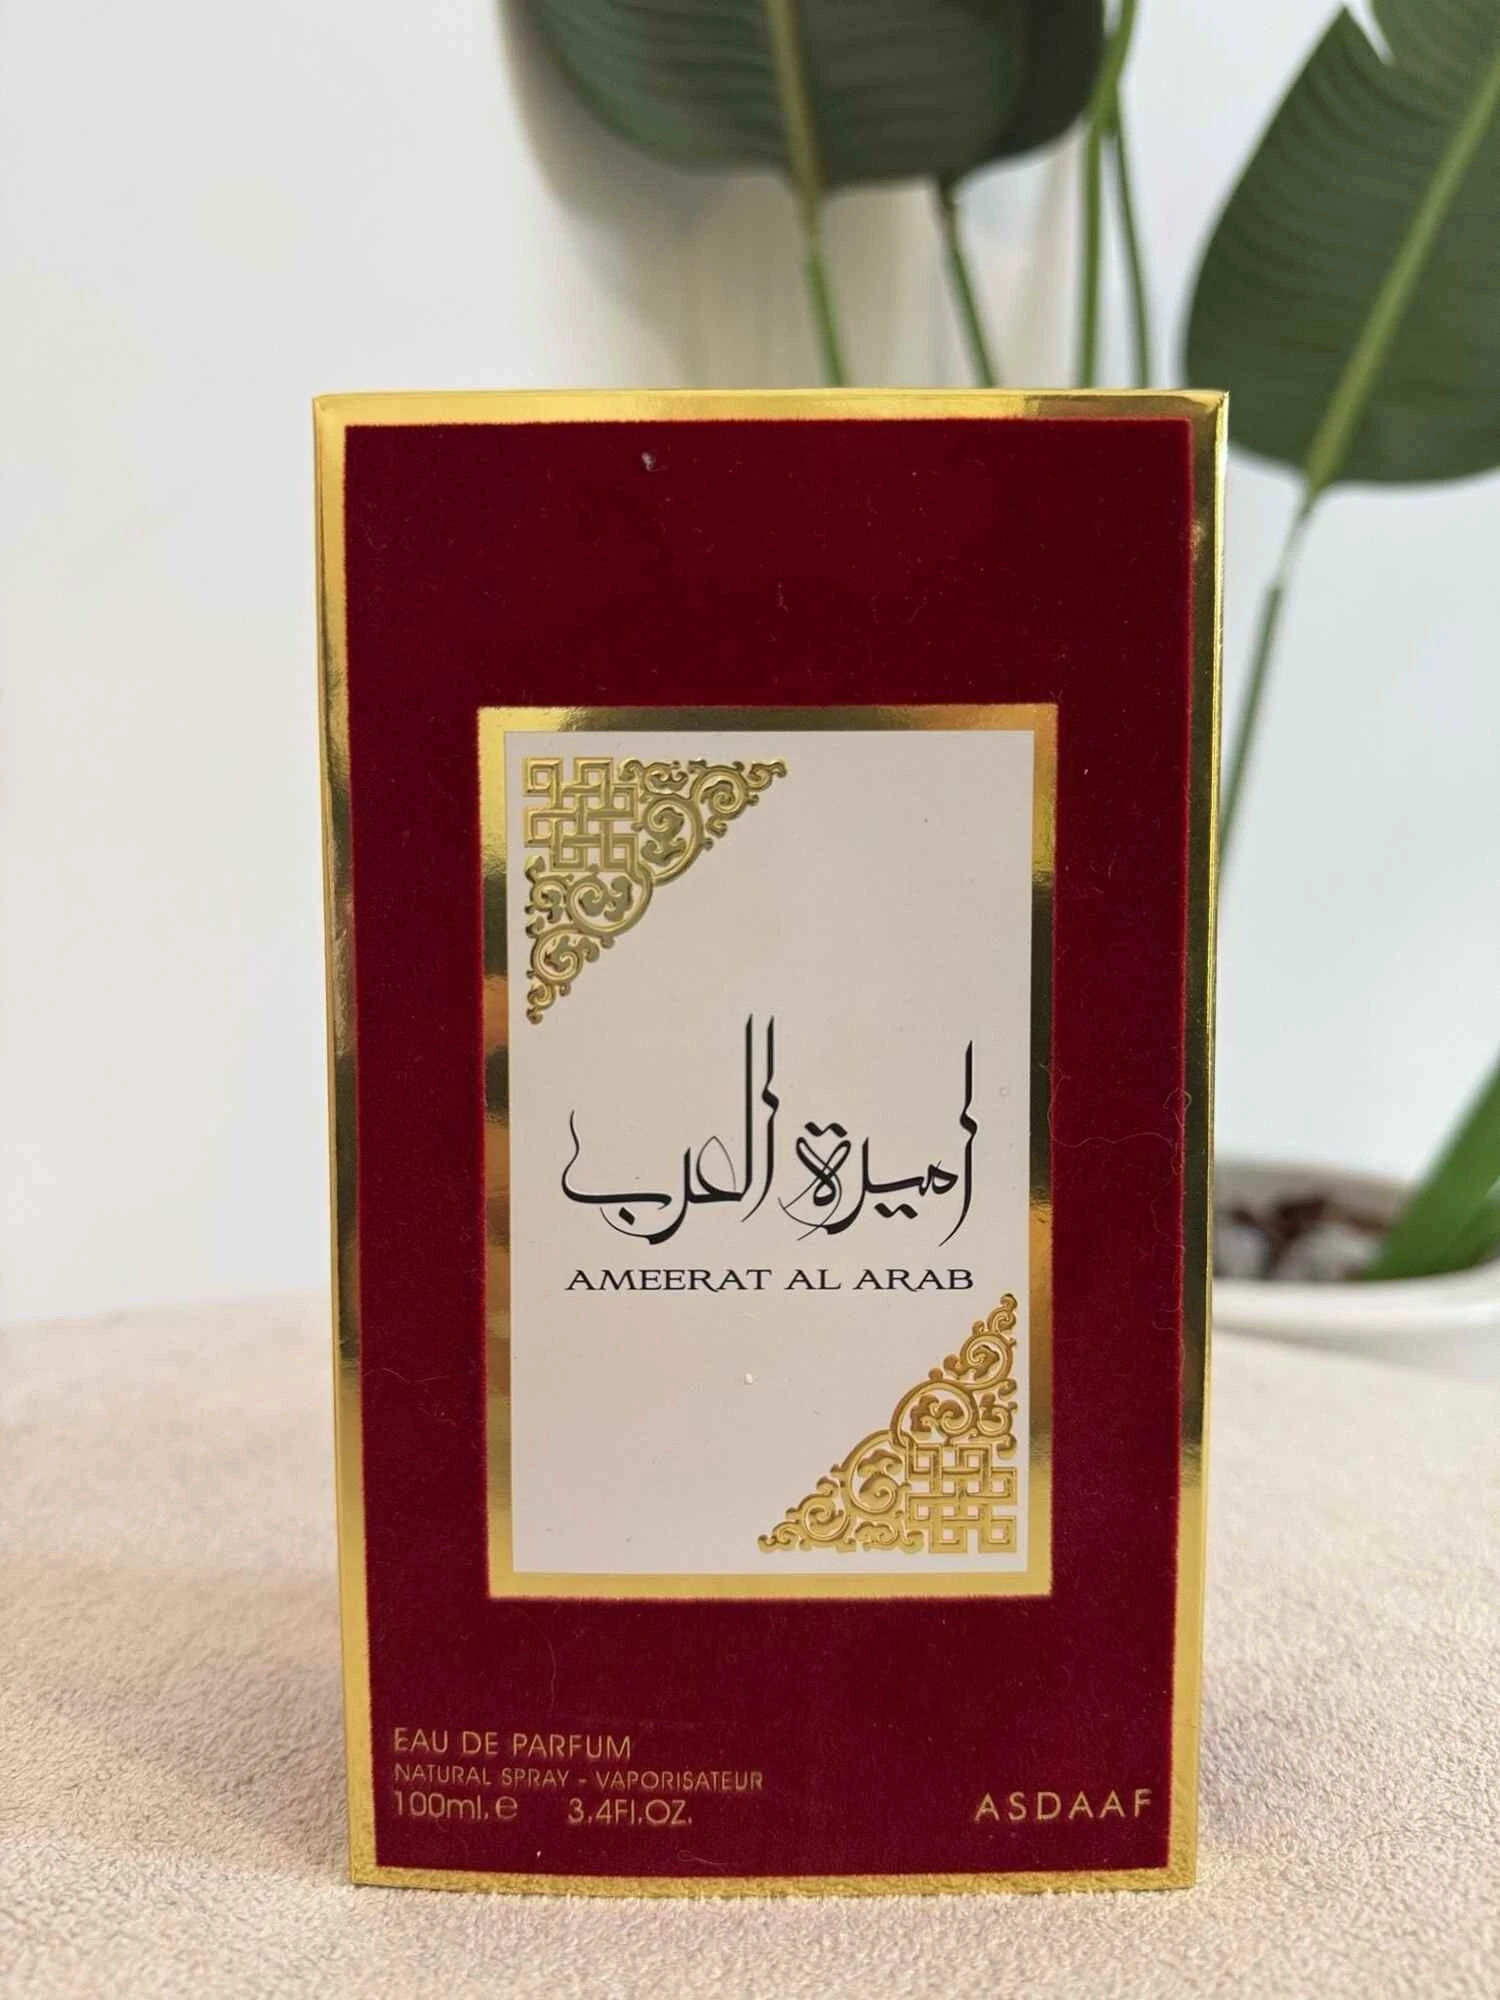 اميرة العرب
AMEERAT AL ARAB
EAU DE PARFUM
NATURAL SPRAY - VAPORISATEUR
100ml. e 3.4Fl.OZ.
ASDAAF